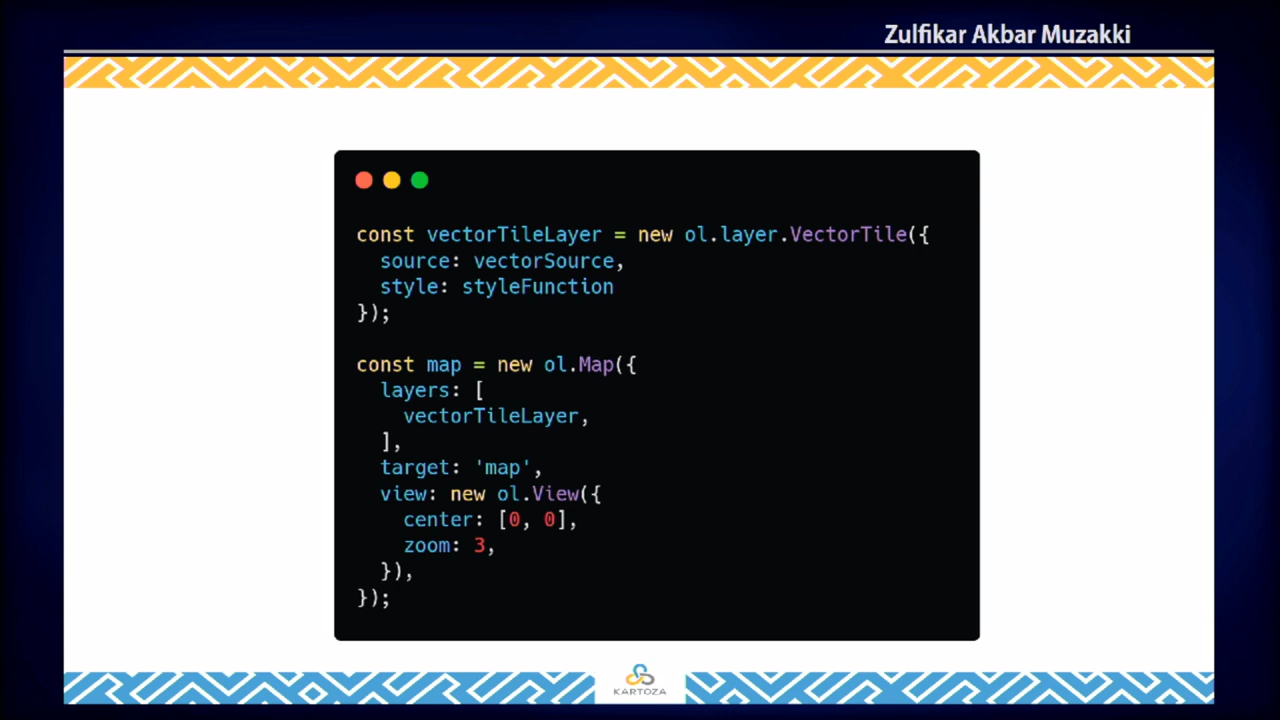 Zulfikar Akbar Muzakki
const vectorTileLayer = new ol.layer.VectorTile({
  source: vectorSource,
  style: styleFunction
});
const map = new ol.Map({
  layers: [
    vectorTileLayer,
  ],
  target: 'map',
  view: new ol.View({
    center: [0, 0],
    zoom: 3,
  }),
});
KARTOZA